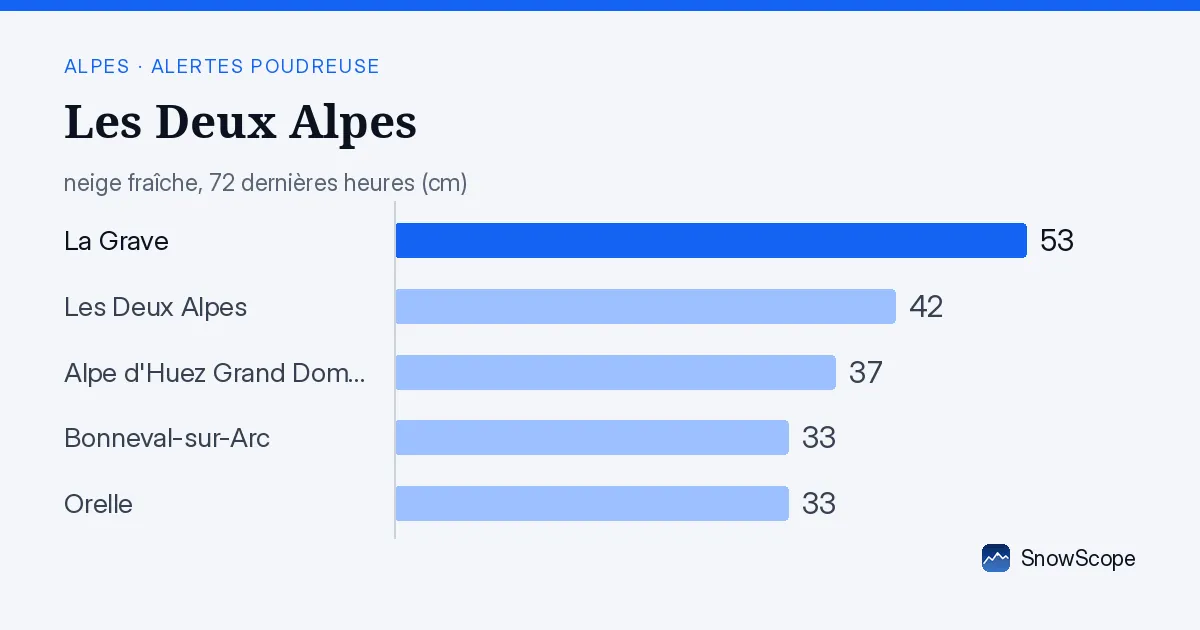 ALPES · ALERTES POUDREUSE
Les Deux Alpes
neige fraîche, 72 dernières heures (cm)
La Grave 53
Les Deux Alpes 42
Alpe d'Huez Grand Dom... 37
Bonneval-sur-Arc 33
Orelle 33
SnowScope